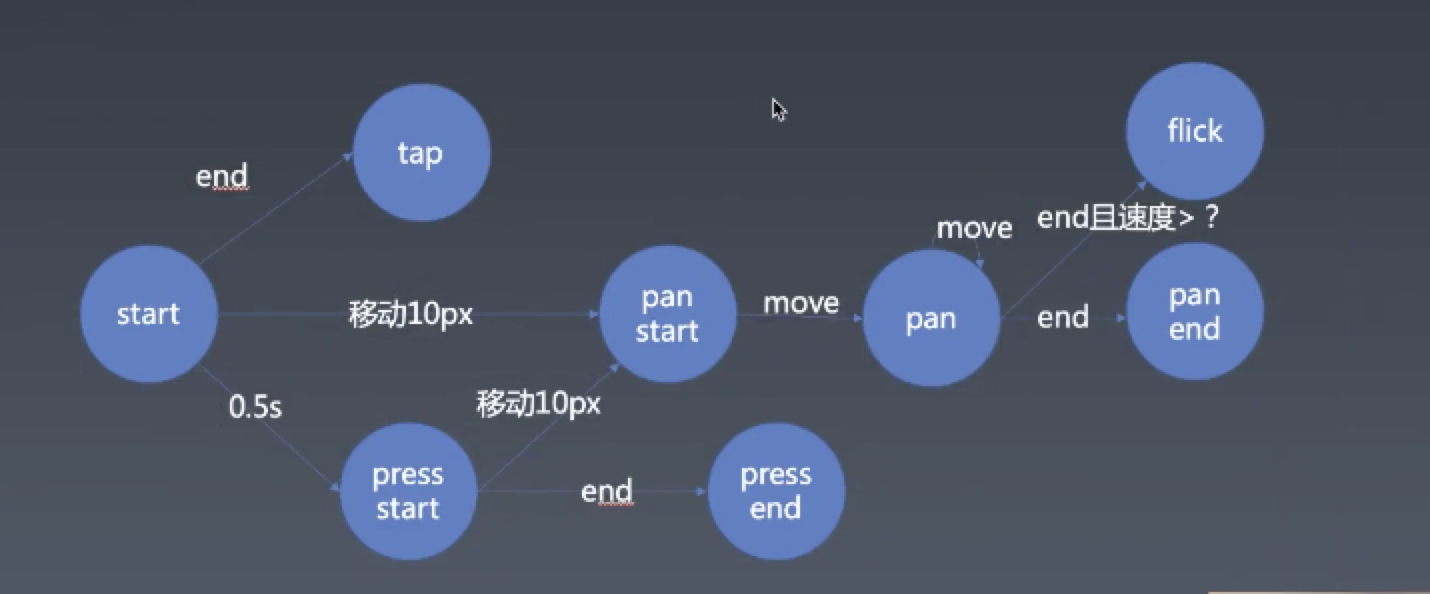 flick
tap
end
end且速度>？
move
pan
start
pan
end
start
移动10px
move
pan
end
移动10px
0.5s
press
start
end
press
end